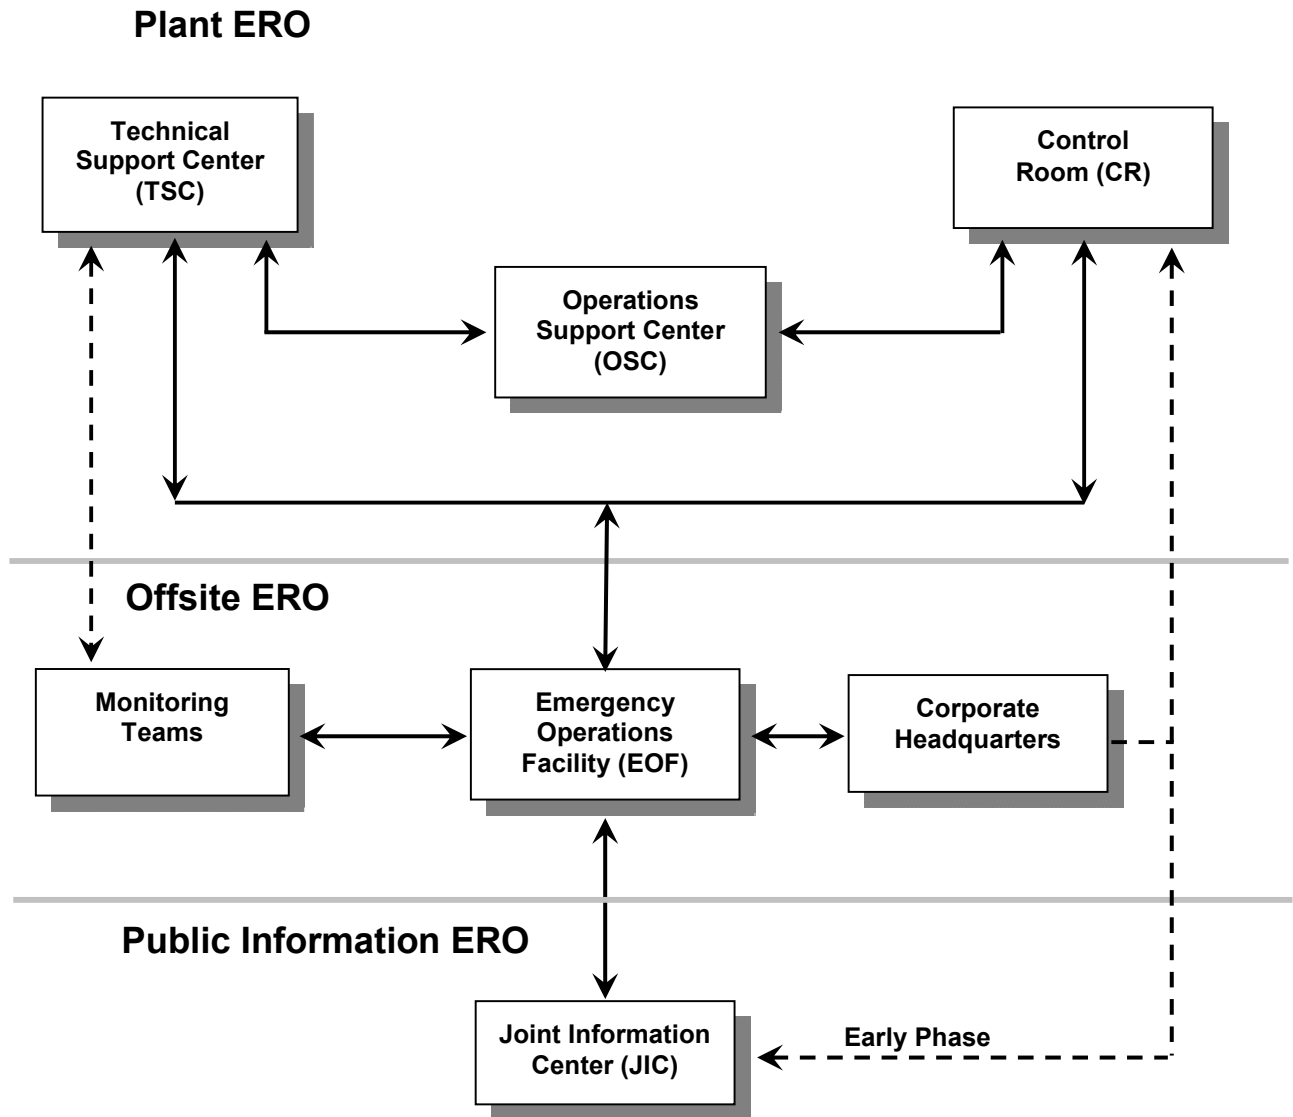 Plant ERO
Technical
Support Center
(TSC)
Control
Room (CR)
Operations
Support Center
(OSC)
Offsite ERO
Monitoring
Teams
Emergency
Operations
Facility (EOF)
Corporate
Headquarters
Public Information ERO
Joint Information
Center (JIC)
Early Phase